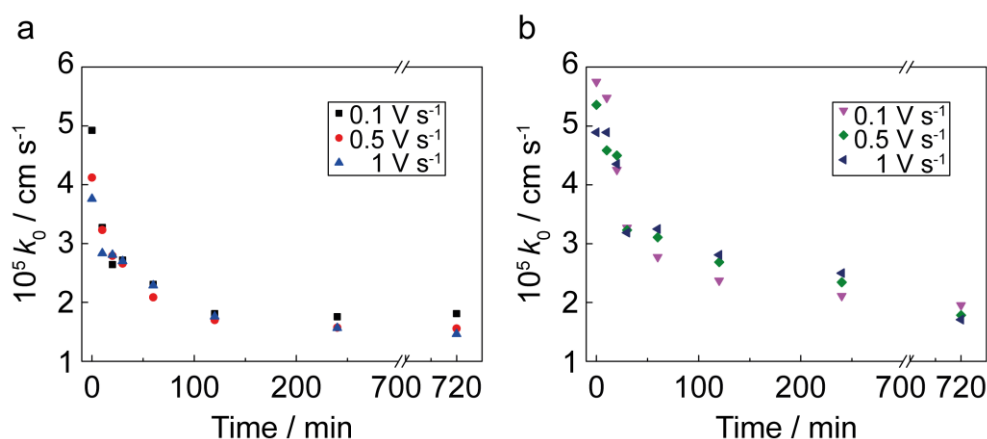 a
6
5
4
3
2
1
10⁵ k₀ / cm s⁻¹
0.1 V s⁻¹
0.5 V s⁻¹
1 V s⁻¹
0 100 200 700 720
Time / min
b
6
5
4
3
2
1
10⁵ k₀ / cm s⁻¹
0.1 V s⁻¹
0.5 V s⁻¹
1 V s⁻¹
0 100 200 700 720
Time / min